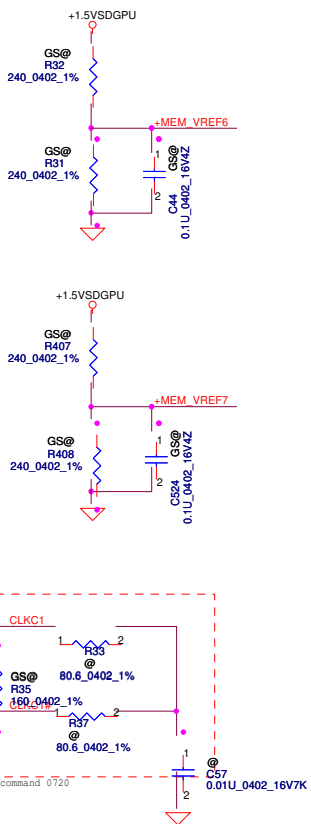 +1.5VSDGPU
GS@
R32
240_0402_1%
+MEM_VREF6
GS@
R31
240_0402_1%
1
2
GS@
C44
0.1U_0402_16V4Z
+1.5VSDGPU
GS@
R407
240_0402_1%
+MEM_VREF7
GS@
R408
240_0402_1%
1
2
GS@
C524
0.1U_0402_16V4Z
CLKC1
1 2
R33
@
80.6_0402_1%
GS@
R35
160_0402_1%
CLKC1#
1 2
R37
@
80.6_0402_1%
1
2
@
C57
0.01U_0402_16V7K
command 0720